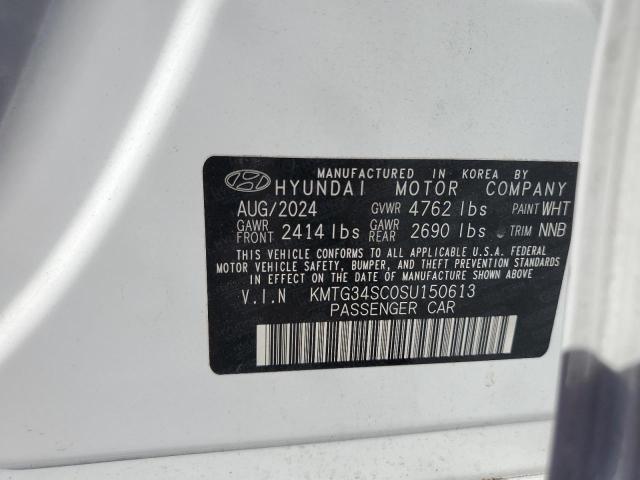 MANUFACTURED IN KOREA BY
HYUNDAI MOTOR COMPANY
AUG/2024 GVWR 4762 lbs PAINT WHT
GAWR FRONT 2414 lbs GAWR REAR 2690 lbs TRIM NNB
THIS VEHICLE CONFORMS TO ALL APPLICABLE U.S.A. FEDERAL
MOTOR VEHICLE SAFETY, BUMPER, AND THEFT PREVENTION
STANDARDS IN EFFECT ON THE DATE OF MANUFACTURE SHOWN ABOVE.
V.I.N KMTG34SC0SU150613
PASSENGER CAR